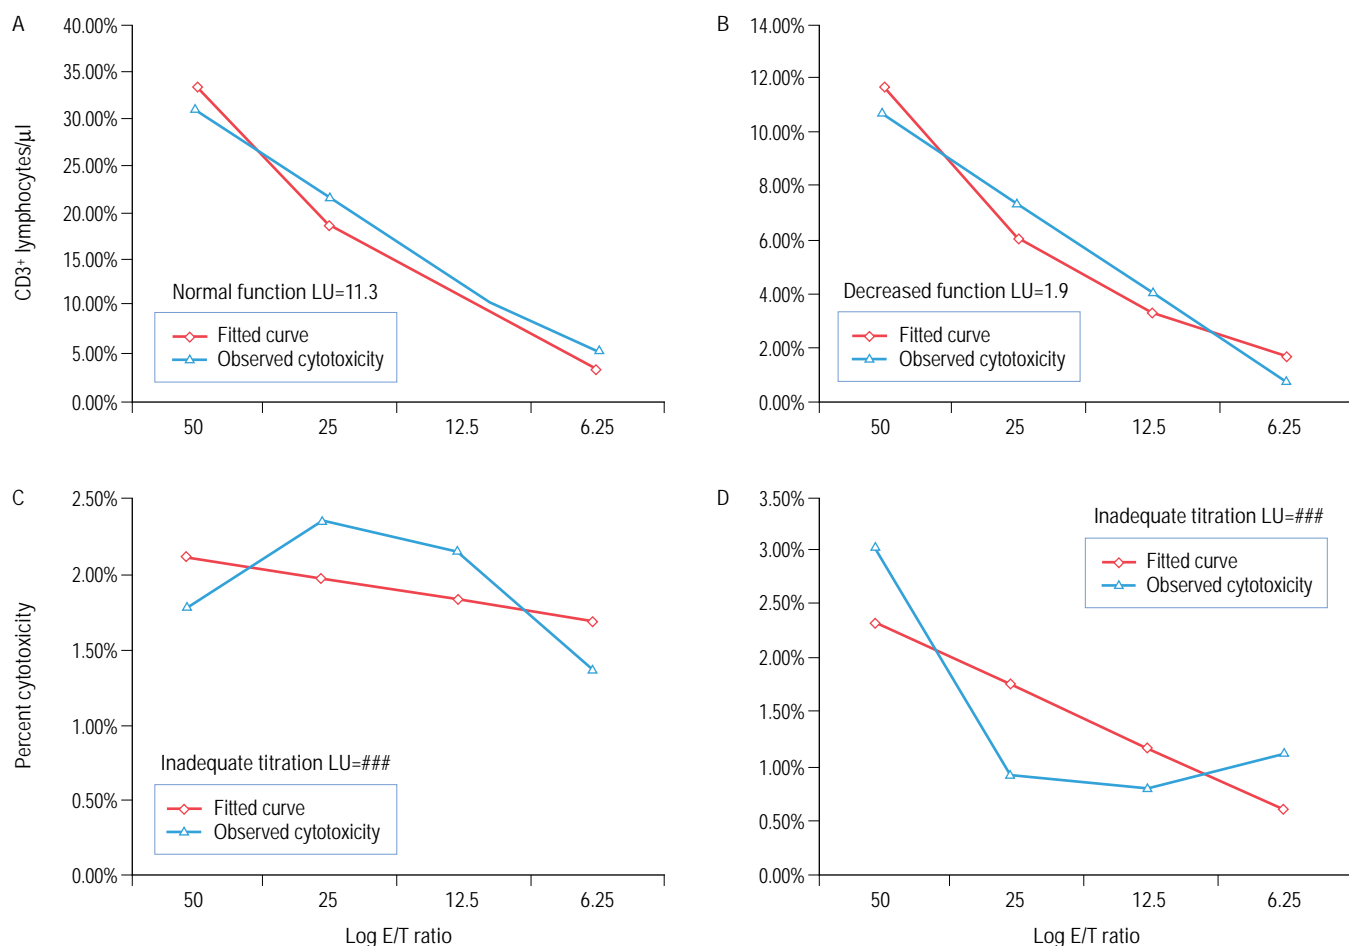 A
40.00%
35.00%
30.00%
25.00%
20.00%
15.00%
10.00%
5.00%
0.00%
CD3+ lymphocytes/µl
Normal function LU=11.3
Fitted curve
Observed cytotoxicity
50 25 12.5 6.25
B
14.00%
12.00%
10.00%
8.00%
6.00%
4.00%
2.00%
0.00%
Decreased function LU=1.9
Fitted curve
Observed cytotoxicity
50 25 12.5 6.25
C
2.50%
2.00%
1.50%
1.00%
0.50%
0.00%
Percent cytotoxicity
Inadequate titration LU=###
Fitted curve
Observed cytotoxicity
50 25 12.5 6.25
Log E/T ratio
D
3.50%
3.00%
2.50%
2.00%
1.50%
1.00%
0.50%
0.00%
Inadequate titration LU=###
Fitted curve
Observed cytotoxicity
50 25 12.5 6.25
Log E/T ratio